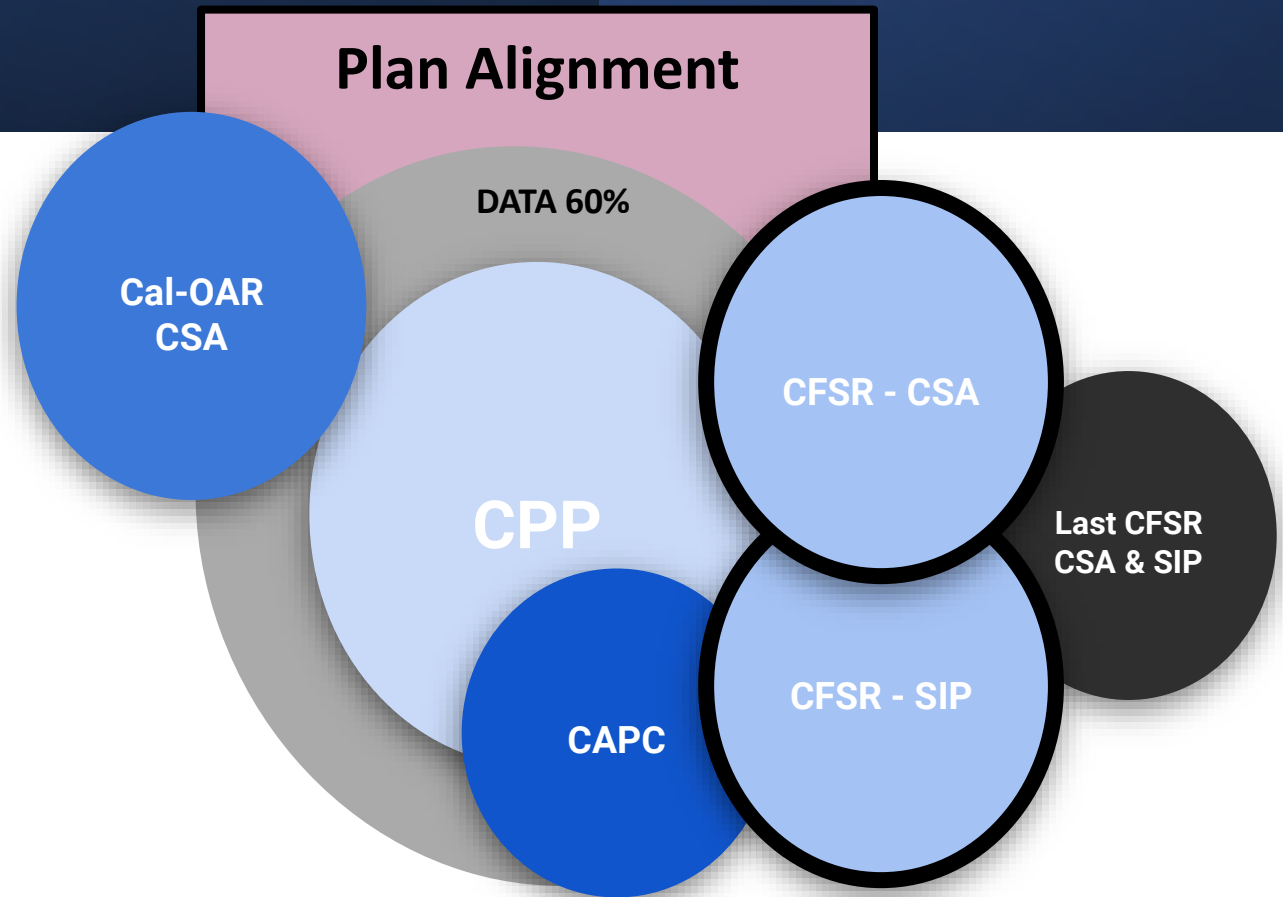 Plan Alignment
DATA 60%
Cal-OAR
CSA
CFSR - CSA
CPP
Last CFSR
CSA & SIP
CFSR - SIP
CAPC